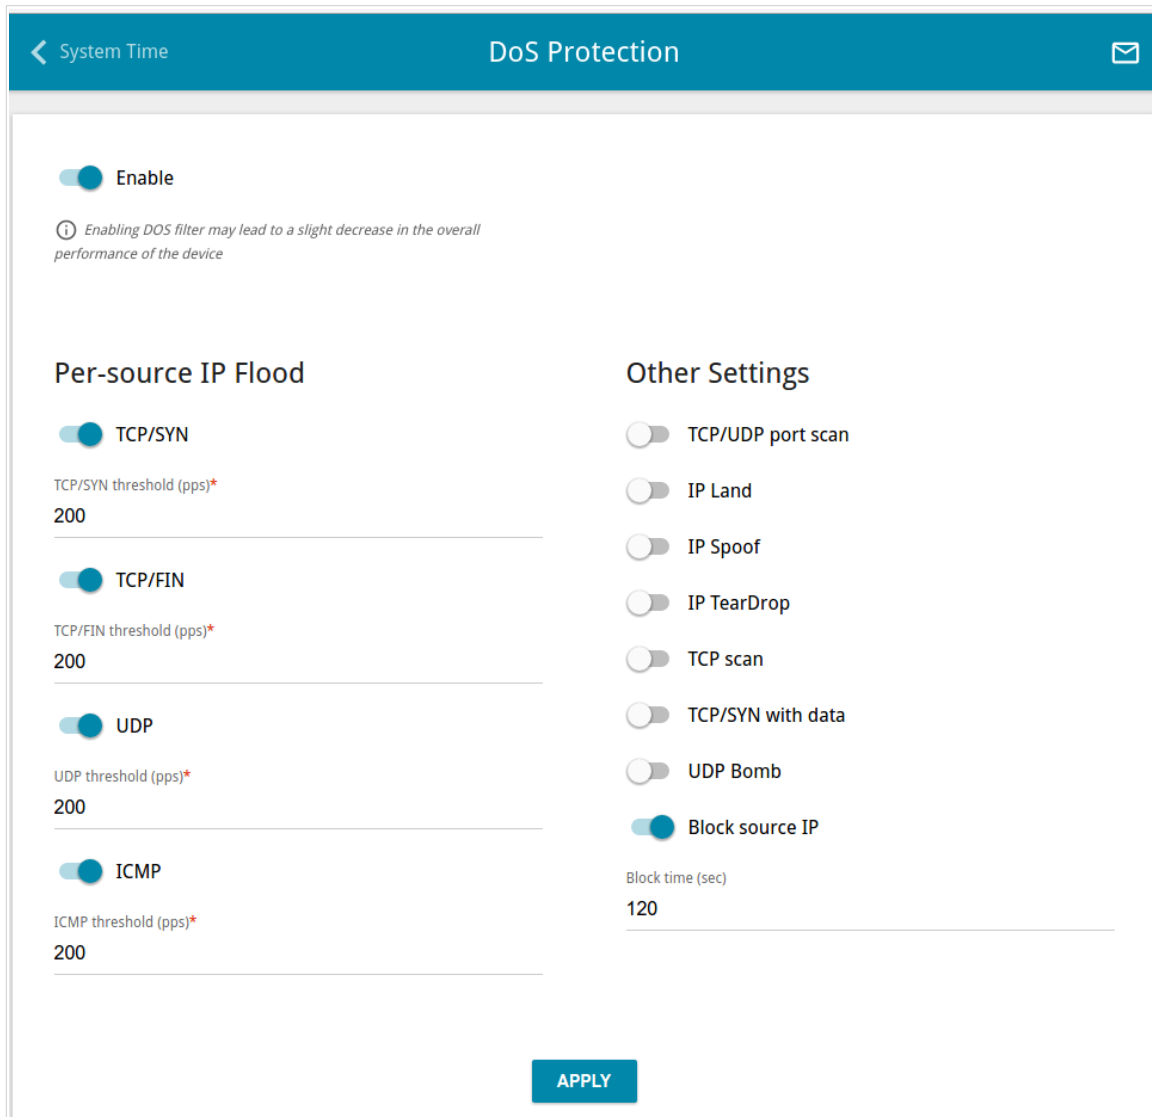 System Time
DoS Protection
Enable
Enabling DOS filter may lead to a slight decrease in the overall
performance of the device
Per-source IP Flood
TCP/SYN
TCP/SYN threshold (pps)*
200
TCP/FIN
TCP/FIN threshold (pps)*
200
UDP
UDP threshold (pps)*
200
ICMP
ICMP threshold (pps)*
200
Other Settings
TCP/UDP port scan
IP Land
IP Spoof
IP TearDrop
TCP scan
TCP/SYN with data
UDP Bomb
Block source IP
Block time (sec)
120
APPLY